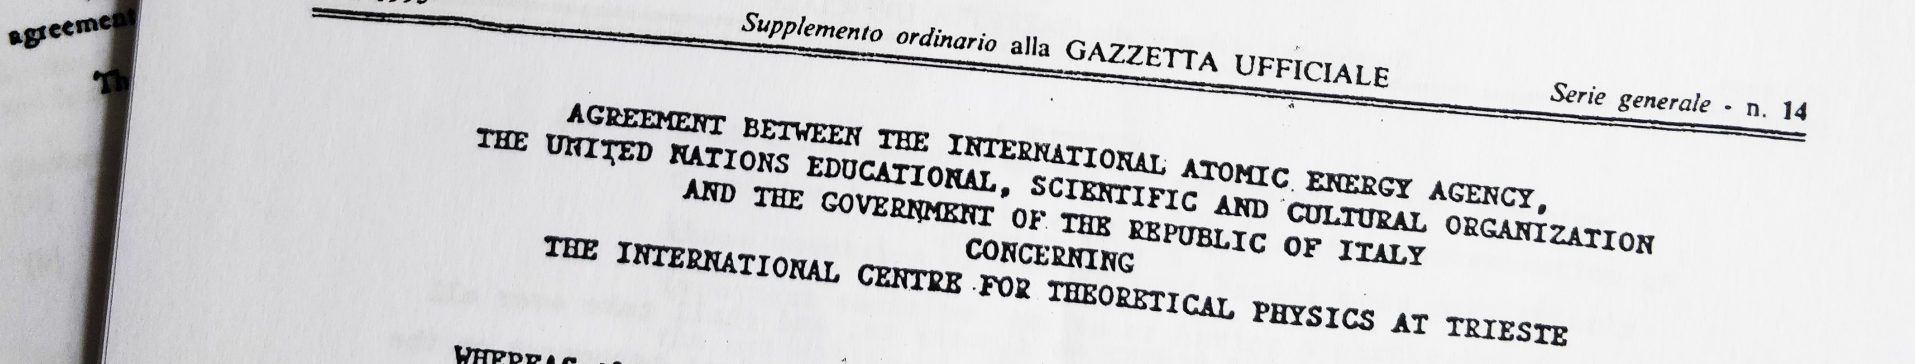 agreement
Th
Supplemento ordinario alla GAZZETTA UFFICIALE
Serie generale - n. 14
AGREEMENT BETWEEN THE INTERNATIONAL ATOMIC ENERGY AGENCY,
THE UNITED NATIONS EDUCATIONAL, SCIENTIFIC AND CULTURAL ORGANIZATION
AND THE GOVERNMENT OF THE REPUBLIC OF ITALY
CONCERNING
THE INTERNATIONAL CENTRE FOR THEORETICAL PHYSICS AT TRIESTE
WHEREAS